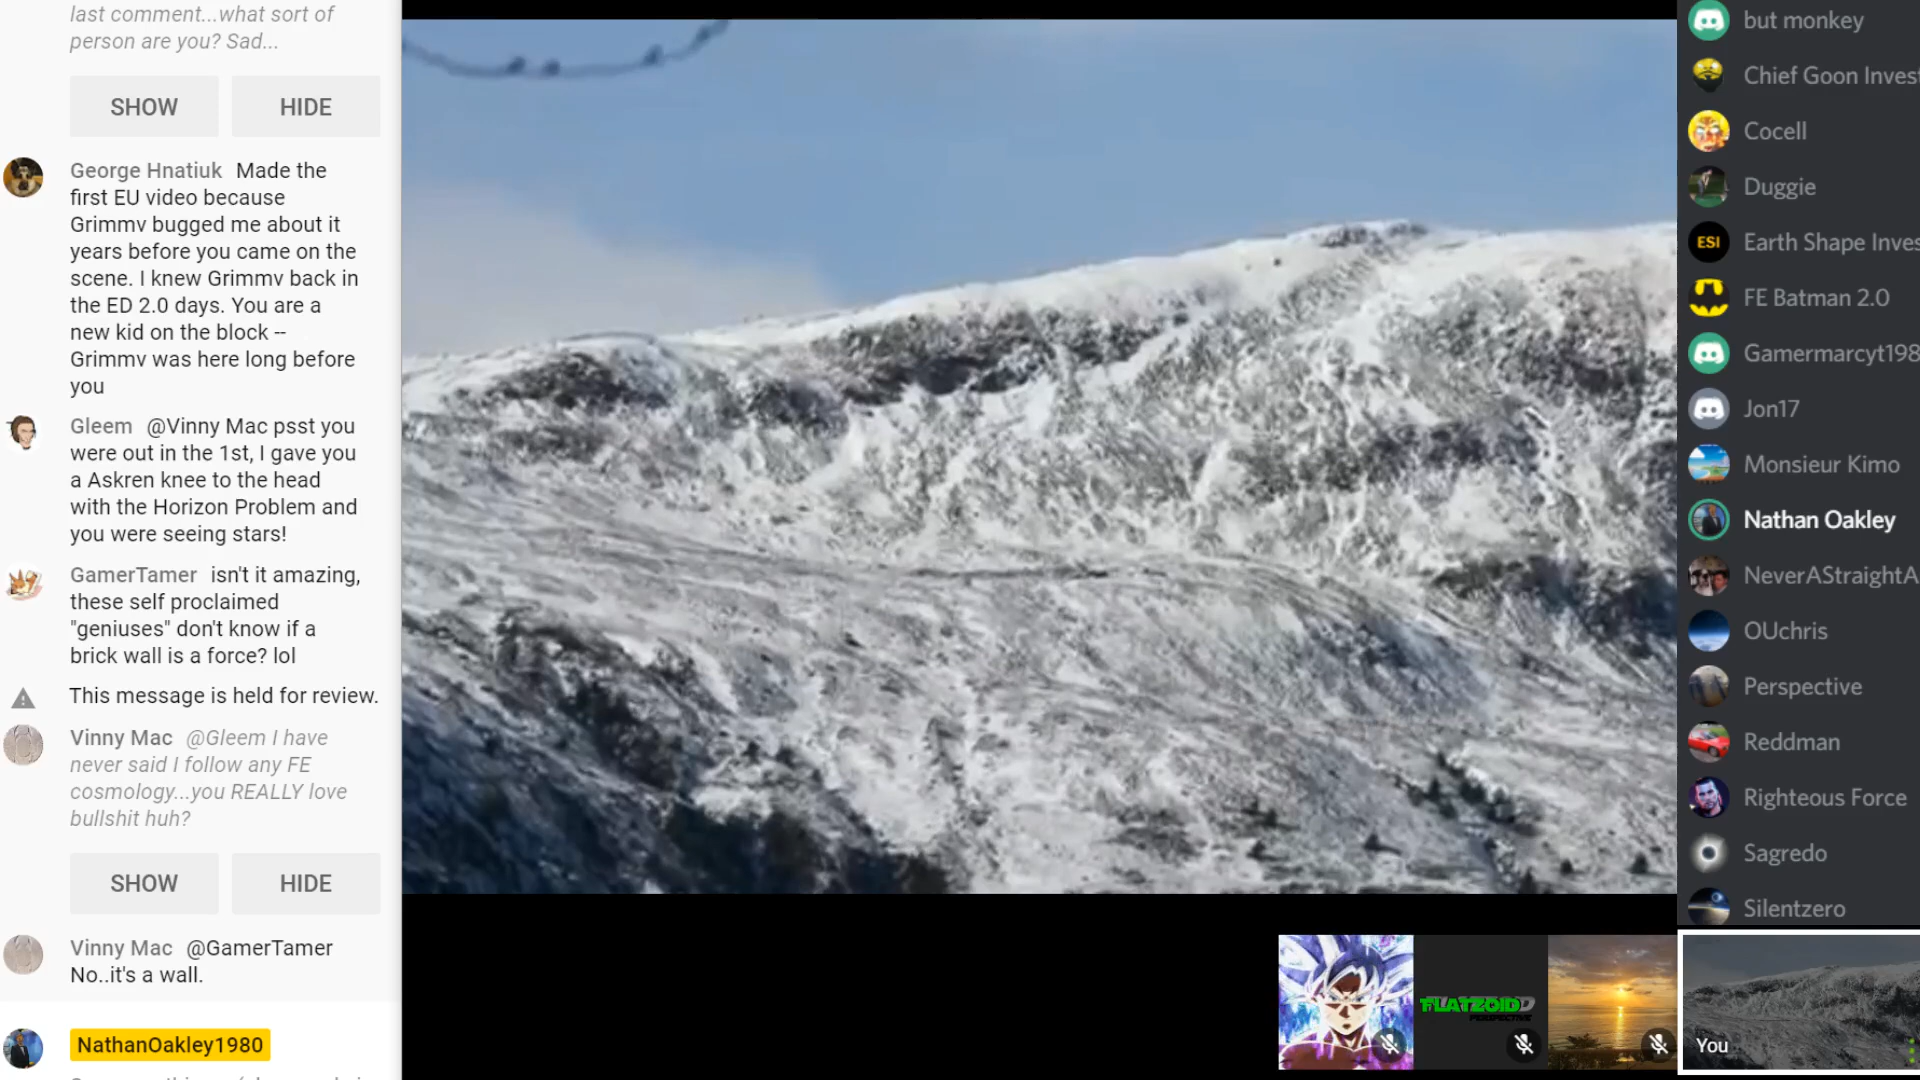 last comment...what sort of
person are you? Sad...
SHOW
HIDE
George Hnatiuk Made the
first EU video because
Grimmv bugged me about it
years before you came on the
scene. I knew Grimmv back in
the ED 2.0 days. You are a
new kid on the block --
Grimmv was here long before
you
Gleem @Vinny Mac psst you
were out in the 1st, I gave you
a Askren knee to the head
with the Horizon Problem and
you were seeing stars!
GamerTamer isn't it amazing,
these self proclaimed
"geniuses" don't know if a
brick wall is a force? lol
This message is held for review.
Vinny Mac @Gleem I have
never said I follow any FE
cosmology...you REALLY love
bullshit huh?
SHOW
HIDE
Vinny Mac @GamerTamer
No..it's a wall.
NathanOakley1980
but monkey
Chief Goon Invest
Cocell
Duggie
ESI
Earth Shape Inves
FE Batman 2.0
Gamermarcyt198
Jon17
Monsieur Kimo
Nathan Oakley
NeverAStraightA
OUchris
Perspective
Reddman
Righteous Force
Sagredo
Silentzero
FLATZOIDD
PERSPECTIVE
You